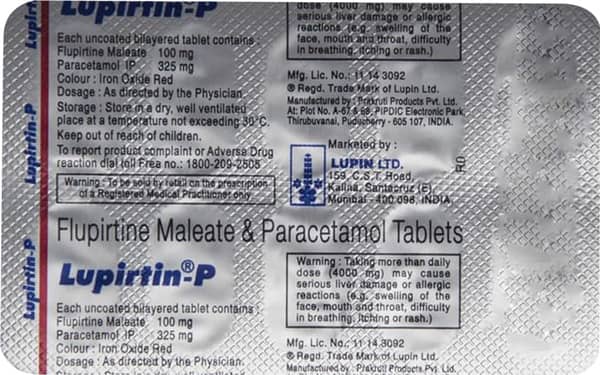 Lupirtin-P
Each uncoated bilayered tablet contains :
Flupirtine Maleate 100 mg
Paracetamol IP 325 mg
Colour : Iron Oxide Red
Dosage : As directed by the Physician.
Storage : Store in a dry, well ventilated
place at a temperature not exceeding 30°C.
Keep out of reach of children.
To report product complaint or Adverse Drug
reaction dial toll Free no.: 1800-209-2505
Warning : To be sold by retail on the prescription
of a Registered Medical Practitioner only.
dose (4000 mg) may cause
serious liver damage or allergic
reactions (e.g. swelling of the
face, mouth and throat, difficulty
in breathing, itching or rash.)
Mfg. Lic. No.: 11 14 3092
® Regd. Trade Mark of Lupin Ltd.
Manufactured by : Prakruti Products Pvt. Ltd.
At: Plot No. A-67 & 68, PIPDIC Electronic Park,
Thirubuvanai, Puducherry - 605 107, INDIA.
Marketed by :
LUPIN LTD.
159, C.S.T. Road,
Kalina, Santacruz (E),
Mumbai - 400 098, INDIA.
R0
Flupirtine Maleate & Paracetamol Tablets
Lupirtin®-P
Each uncoated bilayered tablet contains :
Flupirtine Maleate 100 mg
Paracetamol IP 325 mg
Colour : Iron Oxide Red
Dosage : As directed by the Physician.
Storage : Store in a dry, well ventilated
Warning : Taking more than daily
dose (4000 mg) may cause
serious liver damage or allergic
reactions (e.g. swelling of the
face, mouth and throat, difficulty
in breathing, itching or rash.)
Mfg. Lic. No.: 11 14 3092
® Regd. Trade Mark of Lupin Ltd.
Manufactured by : Prakruti Products Pvt. Ltd.
Lupirtin-P
Lupirtin-P
Lupirtin-P
Lupirtin-P